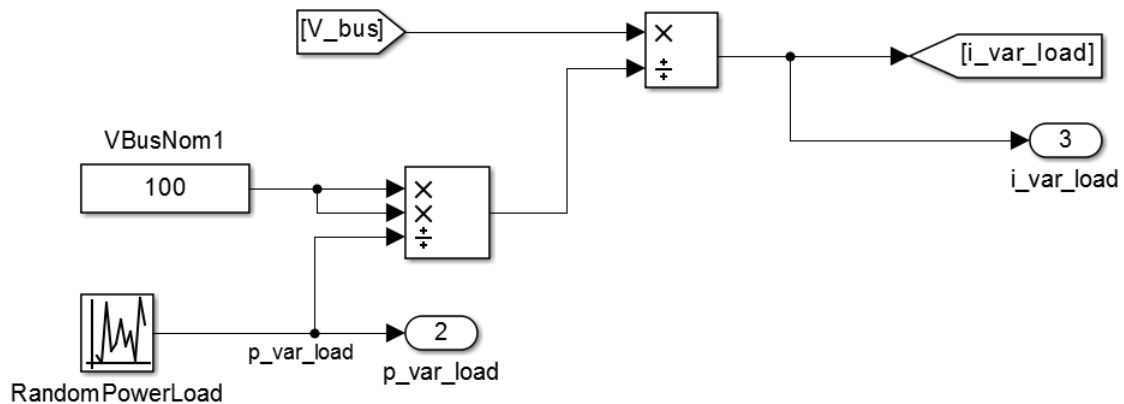 [V_bus]
×
÷
[i_var_load]
VBusNom1
100
×
×
÷
3
i_var_load
2
p_var_load
p_var_load
RandomPowerLoad